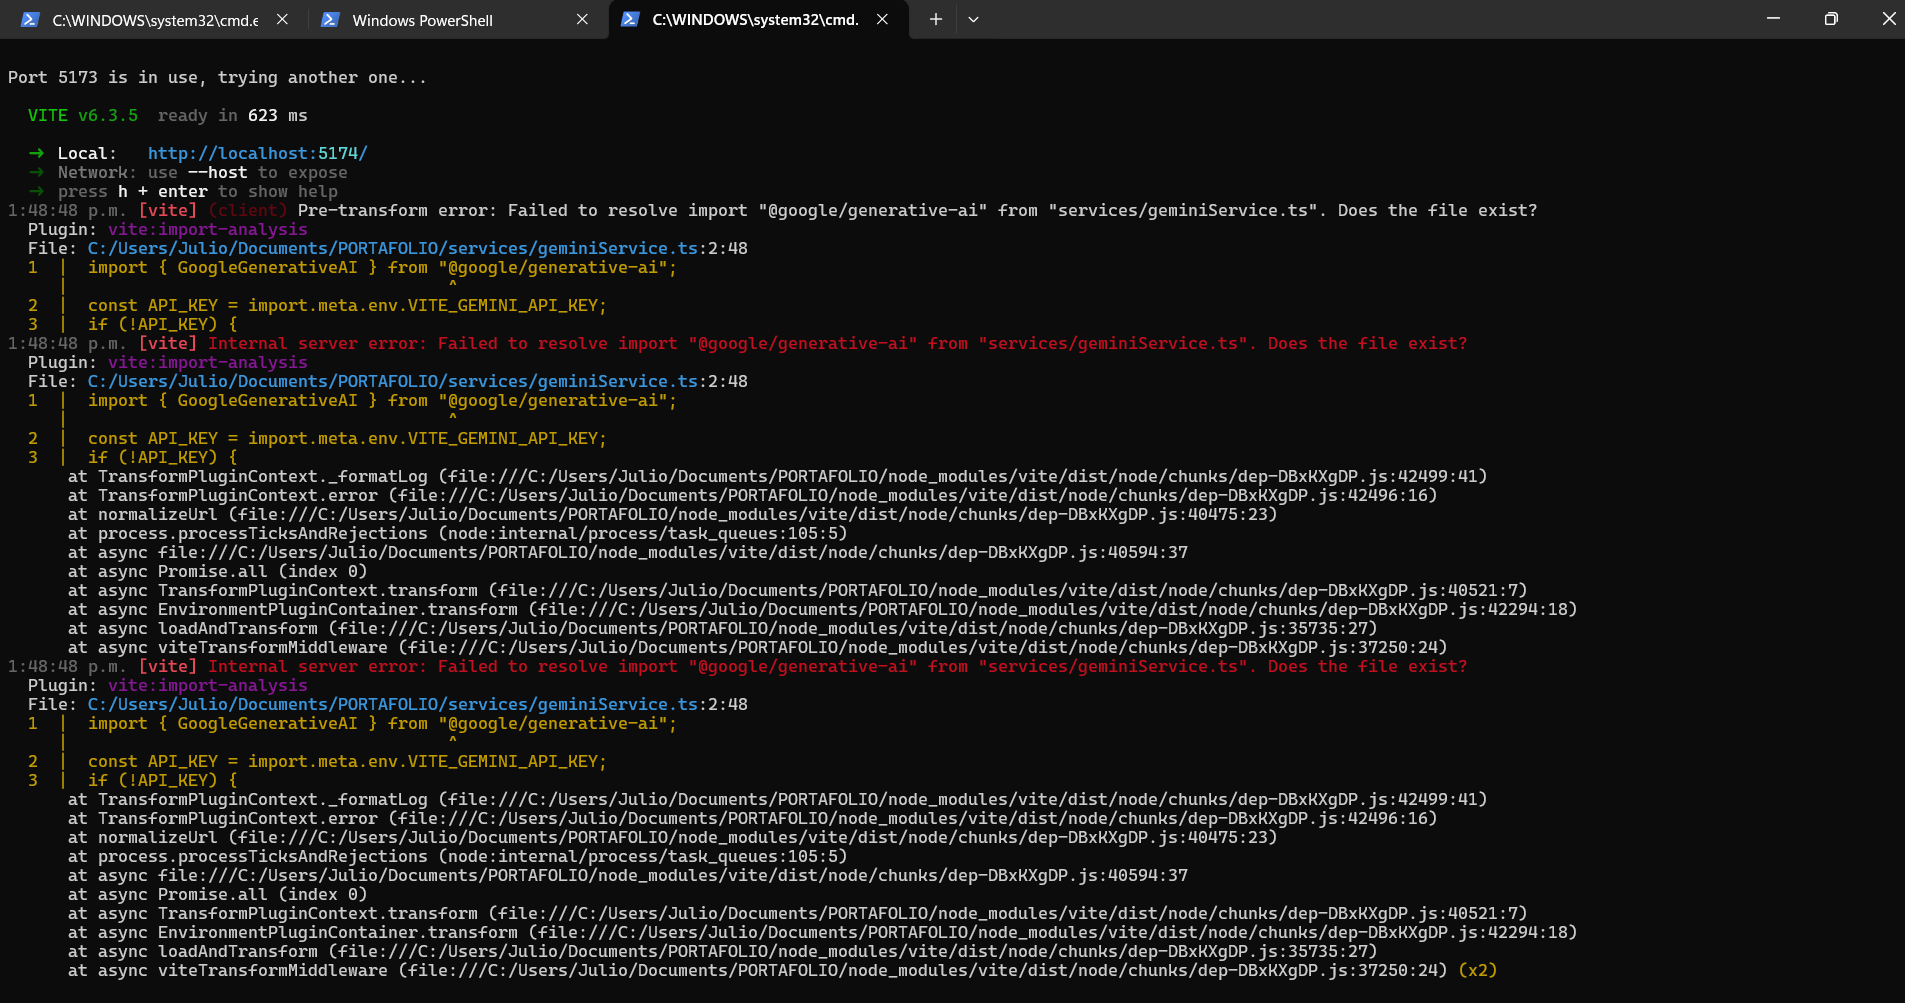 C:\WINDOWS\system32\cmd.e
Windows PowerShell
C:\WINDOWS\system32\cmd.
Port 5173 is in use, trying another one...
VITE v6.3.5  ready in 623 ms
➜ Local:   http://localhost:5174/
➜ Network: use --host to expose
➜ press h + enter to show help
1:48:48 p.m. [vite] (client) Pre-transform error: Failed to resolve import "@google/generative-ai" from "services/geminiService.ts". Does the file exist?
Plugin: vite:import-analysis
File: C:/Users/Julio/Documents/PORTAFOLIO/services/geminiService.ts:2:48
1  |  import { GoogleGenerativeAI } from "@google/generative-ai";
|                                      ^
2  |  const API_KEY = import.meta.env.VITE_GEMINI_API_KEY;
3  |  if (!API_KEY) {
1:48:48 p.m. [vite] Internal server error: Failed to resolve import "@google/generative-ai" from "services/geminiService.ts". Does the file exist?
Plugin: vite:import-analysis
File: C:/Users/Julio/Documents/PORTAFOLIO/services/geminiService.ts:2:48
1  |  import { GoogleGenerativeAI } from "@google/generative-ai";
|                                      ^
2  |  const API_KEY = import.meta.env.VITE_GEMINI_API_KEY;
3  |  if (!API_KEY) {
at TransformPluginContext._formatLog (file:///C:/Users/Julio/Documents/PORTAFOLIO/node_modules/vite/dist/node/chunks/dep-DBxKXgDP.js:42499:41)
at TransformPluginContext.error (file:///C:/Users/Julio/Documents/PORTAFOLIO/node_modules/vite/dist/node/chunks/dep-DBxKXgDP.js:42496:16)
at normalizeUrl (file:///C:/Users/Julio/Documents/PORTAFOLIO/node_modules/vite/dist/node/chunks/dep-DBxKXgDP.js:40475:23)
at process.processTicksAndRejections (node:internal/process/task_queues:105:5)
at async file:///C:/Users/Julio/Documents/PORTAFOLIO/node_modules/vite/dist/node/chunks/dep-DBxKXgDP.js:40594:37
at async Promise.all (index 0)
at async TransformPluginContext.transform (file:///C:/Users/Julio/Documents/PORTAFOLIO/node_modules/vite/dist/node/chunks/dep-DBxKXgDP.js:40521:7)
at async EnvironmentPluginContainer.transform (file:///C:/Users/Julio/Documents/PORTAFOLIO/node_modules/vite/dist/node/chunks/dep-DBxKXgDP.js:42294:18)
at async loadAndTransform (file:///C:/Users/Julio/Documents/PORTAFOLIO/node_modules/vite/dist/node/chunks/dep-DBxKXgDP.js:35735:27)
at async viteTransformMiddleware (file:///C:/Users/Julio/Documents/PORTAFOLIO/node_modules/vite/dist/node/chunks/dep-DBxKXgDP.js:37250:24)
1:48:48 p.m. [vite] Internal server error: Failed to resolve import "@google/generative-ai" from "services/geminiService.ts". Does the file exist?
Plugin: vite:import-analysis
File: C:/Users/Julio/Documents/PORTAFOLIO/services/geminiService.ts:2:48
1  |  import { GoogleGenerativeAI } from "@google/generative-ai";
|                                      ^
2  |  const API_KEY = import.meta.env.VITE_GEMINI_API_KEY;
3  |  if (!API_KEY) {
at TransformPluginContext._formatLog (file:///C:/Users/Julio/Documents/PORTAFOLIO/node_modules/vite/dist/node/chunks/dep-DBxKXgDP.js:42499:41)
at TransformPluginContext.error (file:///C:/Users/Julio/Documents/PORTAFOLIO/node_modules/vite/dist/node/chunks/dep-DBxKXgDP.js:42496:16)
at normalizeUrl (file:///C:/Users/Julio/Documents/PORTAFOLIO/node_modules/vite/dist/node/chunks/dep-DBxKXgDP.js:40475:23)
at process.processTicksAndRejections (node:internal/process/task_queues:105:5)
at async file:///C:/Users/Julio/Documents/PORTAFOLIO/node_modules/vite/dist/node/chunks/dep-DBxKXgDP.js:40594:37
at async Promise.all (index 0)
at async TransformPluginContext.transform (file:///C:/Users/Julio/Documents/PORTAFOLIO/node_modules/vite/dist/node/chunks/dep-DBxKXgDP.js:40521:7)
at async EnvironmentPluginContainer.transform (file:///C:/Users/Julio/Documents/PORTAFOLIO/node_modules/vite/dist/node/chunks/dep-DBxKXgDP.js:42294:18)
at async loadAndTransform (file:///C:/Users/Julio/Documents/PORTAFOLIO/node_modules/vite/dist/node/chunks/dep-DBxKXgDP.js:35735:27)
at async viteTransformMiddleware (file:///C:/Users/Julio/Documents/PORTAFOLIO/node_modules/vite/dist/node/chunks/dep-DBxKXgDP.js:37250:24) (x2)